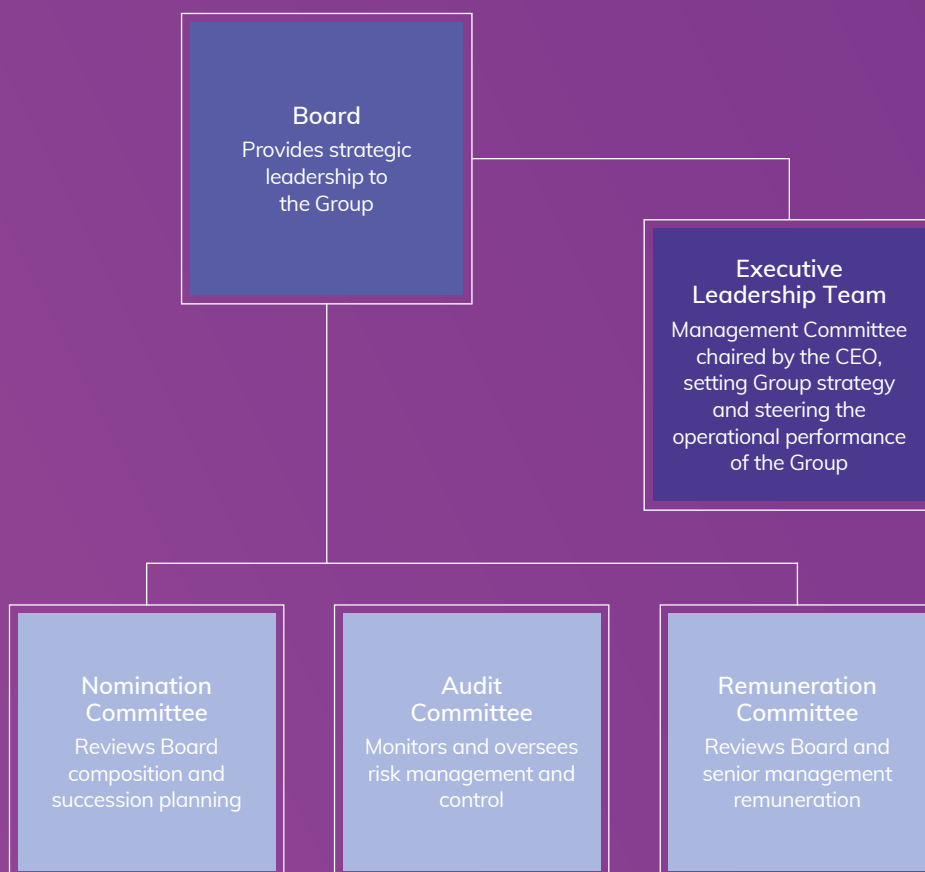 Board
Provides strategic
leadership to
the Group
Executive
Leadership Team
Management Committee
chaired by the CEO,
setting Group strategy
and steering the
operational performance
of the Group
Nomination
Committee
Reviews Board
composition and
succession planning
Audit
Committee
Monitors and oversees
risk management and
control
Remuneration
Committee
Reviews Board and
senior management
remuneration